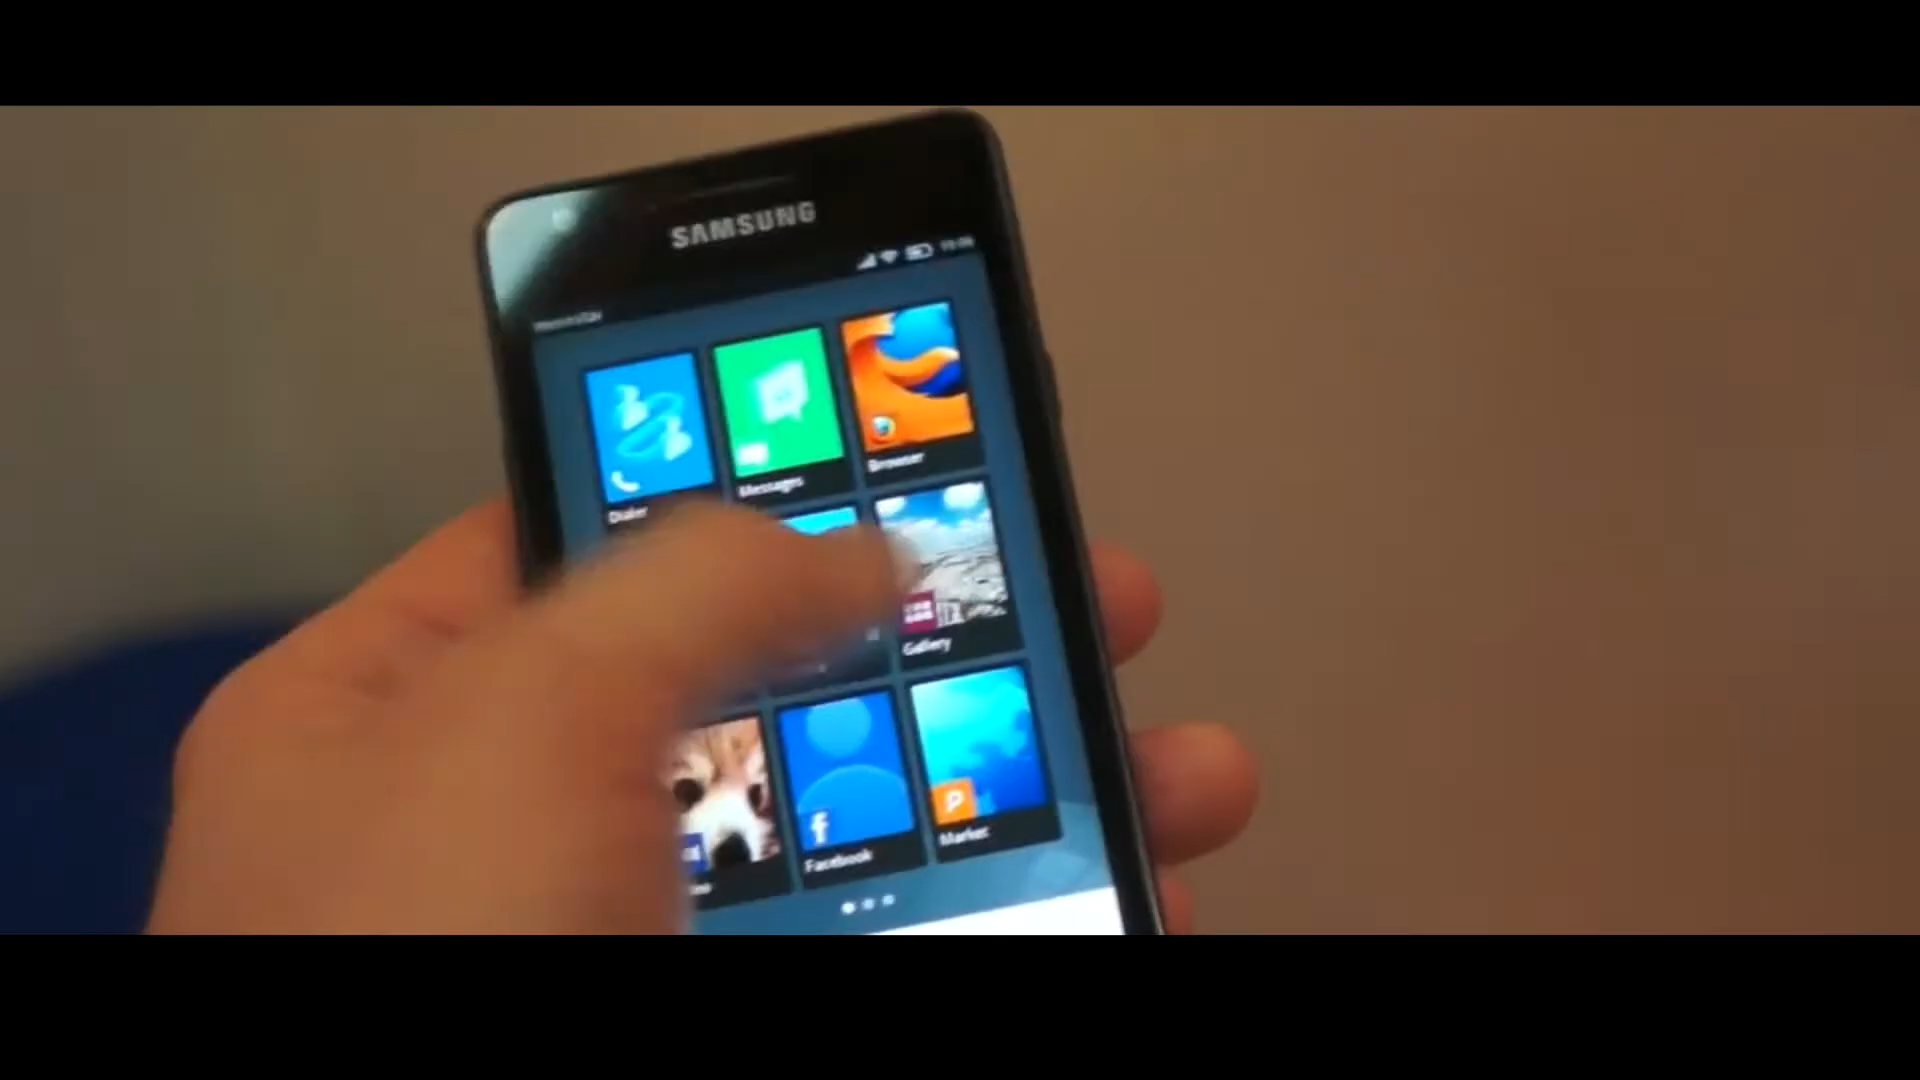 SAMSUNG
Dialer
Messages
Browser
Gallery
Facebook
Market